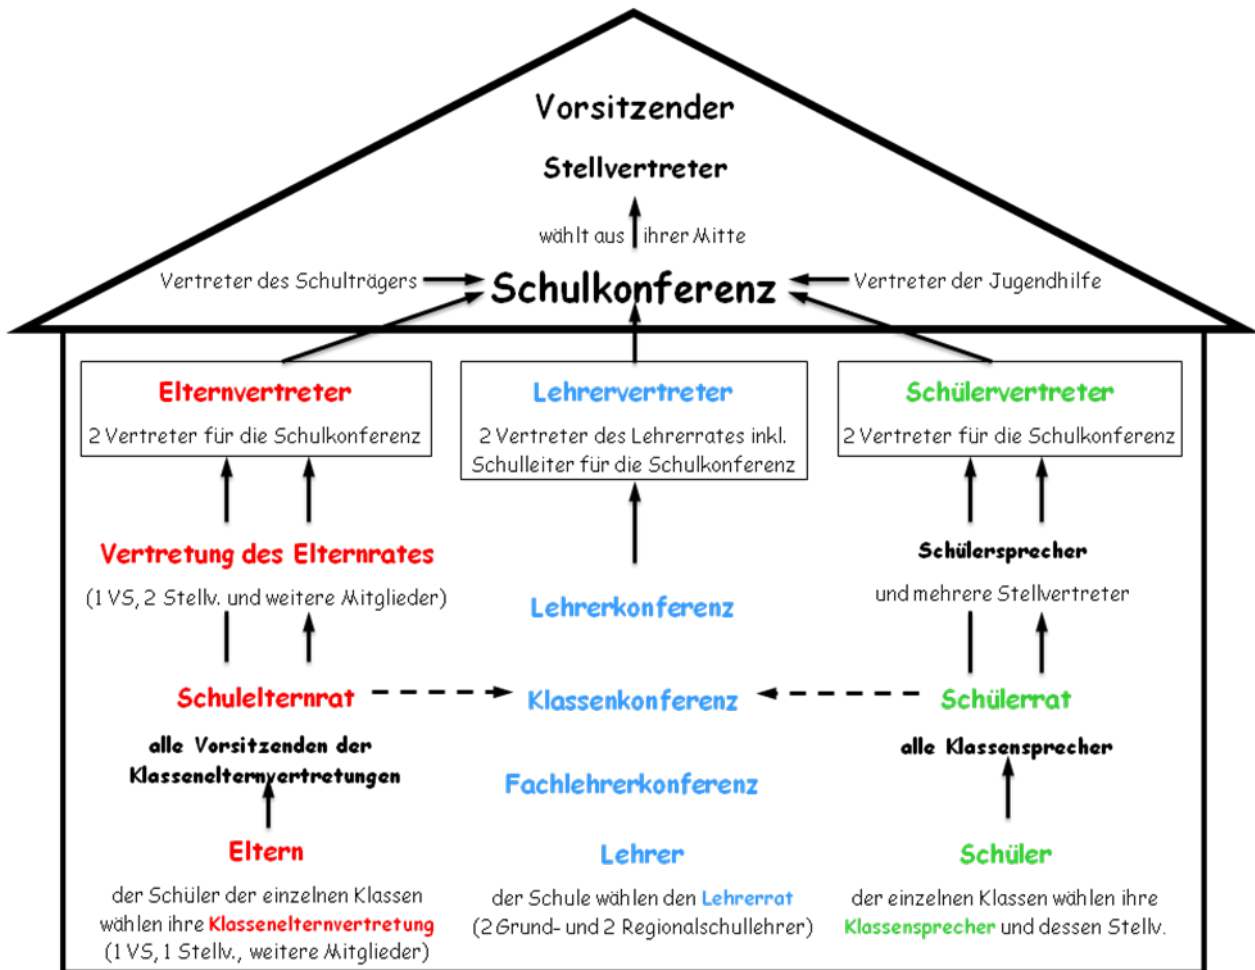 Vorsitzender
Stellvertreter
wählt aus ihrer Mitte
Vertreter des Schulträgers
Schulkonferenz
Vertreter der Jugendhilfe
Elternvertreter
2 Vertreter für die Schulkonferenz
Lehrervertreter
2 Vertreter des Lehrerrates inkl.
Schulleiter für die Schulkonferenz
Schülervertreter
2 Vertreter für die Schulkonferenz
Vertretung des Elternrates
(1 VS, 2 Stellv. und weitere Mitglieder)
Lehrerkonferenz
Schülersprecher
und mehrere Stellvertreter
Schulelternrat
alle Vorsitzenden der
Klassenelternvertretungen
Klassenkonferenz
Schülerrat
alle Klassensprecher
Fachlehrerkonferenz
Eltern
der Schüler der einzelnen Klassen
wählen ihre Klassenelternvertretung
(1 VS, 1 Stellv., weitere Mitglieder)
Lehrer
der Schule wählen den Lehrerrat
(2 Grund- und 2 Regionalschullehrer)
Schüler
der einzelnen Klassen wählen ihre
Klassensprecher und dessen Stellv.